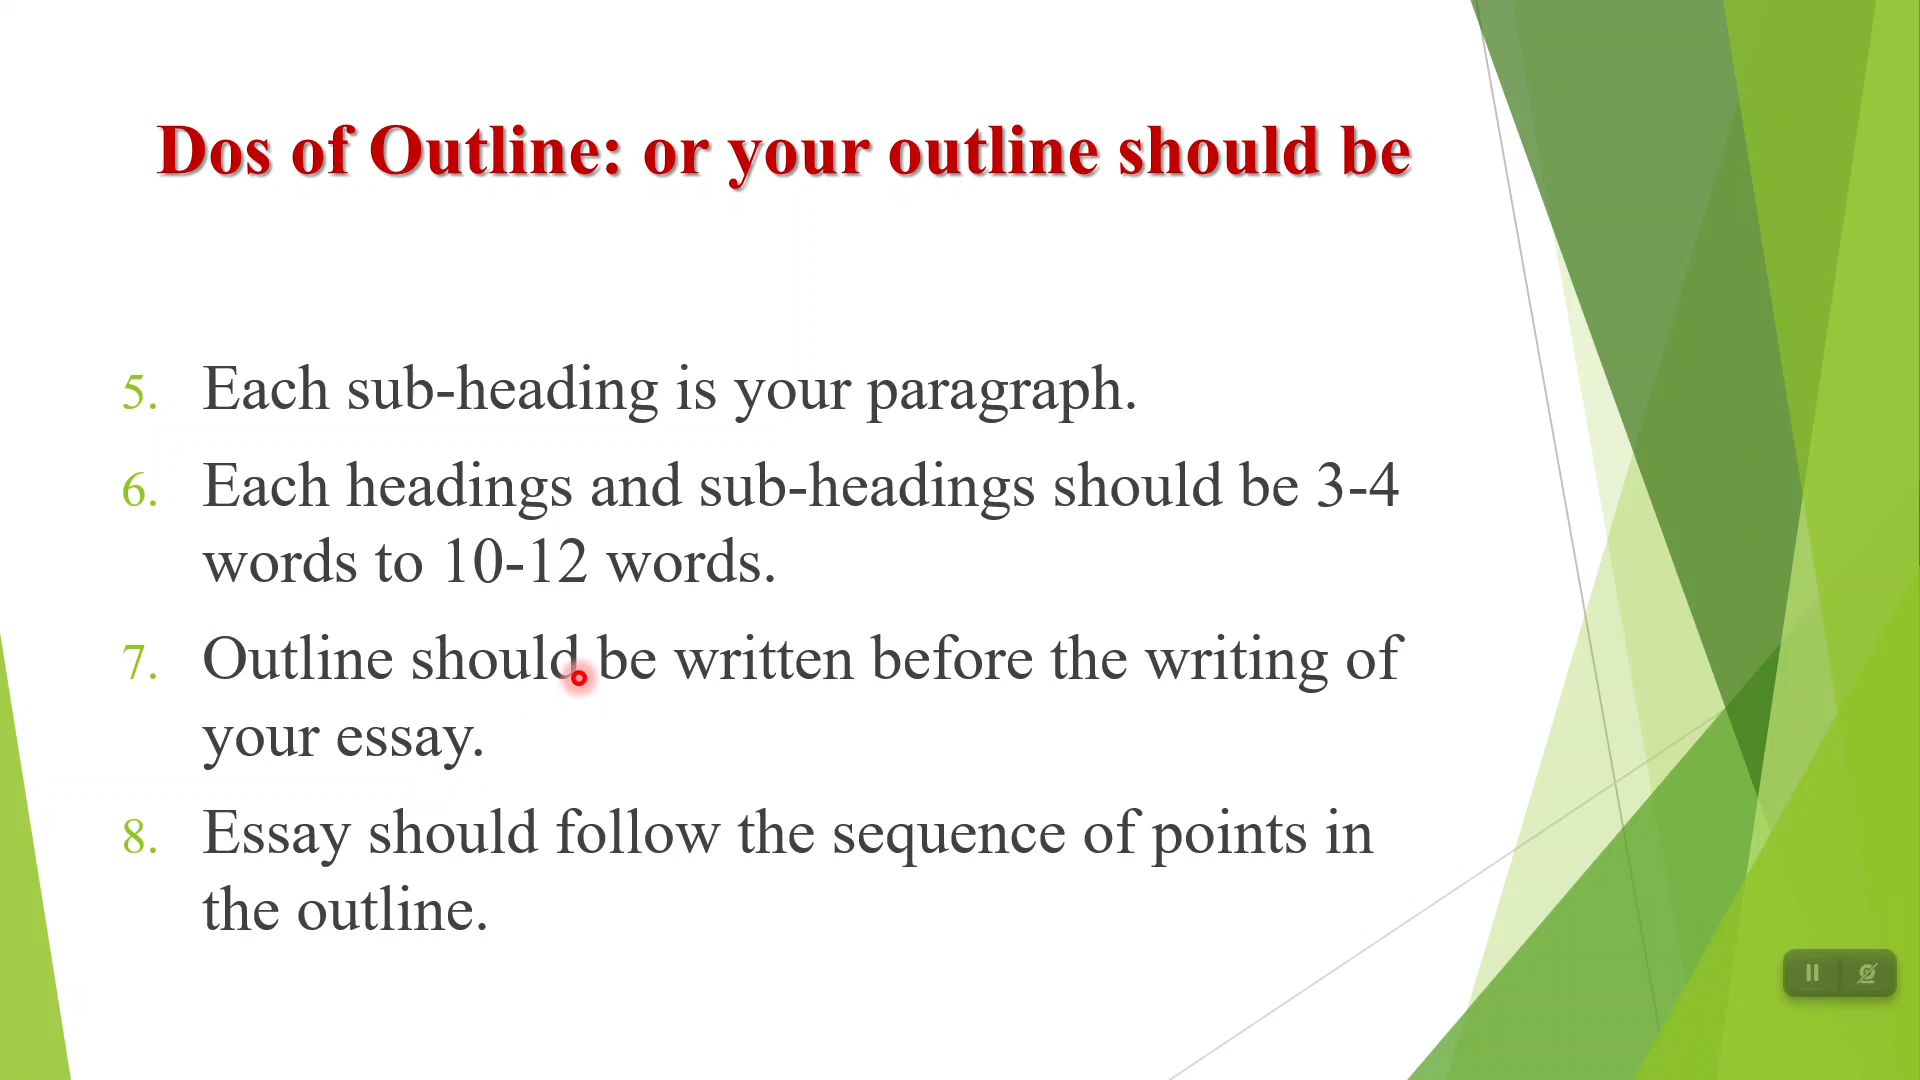 Dos of Outline: or your outline should be
5. Each sub-heading is your paragraph.
6. Each headings and sub-headings should be 3-4
words to 10-12 words.
7. Outline should be written before the writing of
your essay.
8. Essay should follow the sequence of points in
the outline.